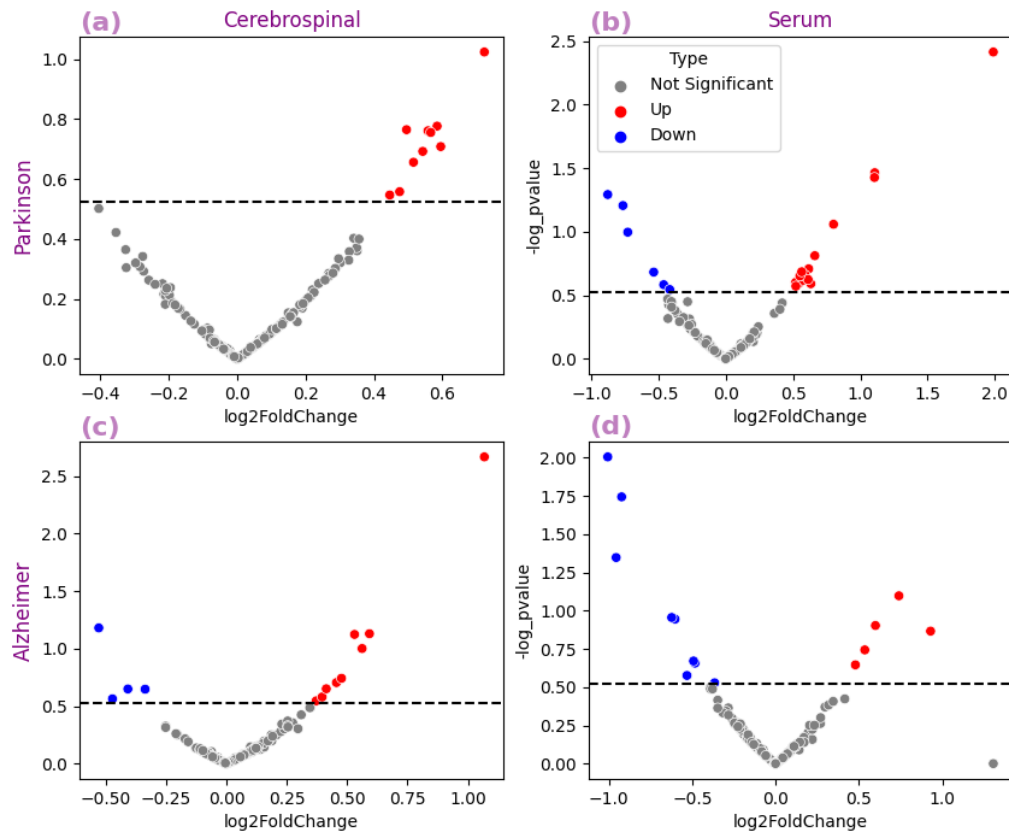 (a)
Cerebrospinal
(b)
Serum
Parkinson
1.0
0.8
0.6
0.4
0.2
0.0
−0.4
−0.2
0.0
0.2
0.4
0.6
log2FoldChange
-log_pvalue
2.5
2.0
1.5
1.0
0.5
0.0
Type
Not Significant
Up
Down
−1.0
−0.5
0.0
0.5
1.0
1.5
2.0
log2FoldChange
(c)
Alzheimer
2.5
2.0
1.5
1.0
0.5
0.0
−0.50
−0.25
0.00
0.25
0.50
0.75
1.00
log2FoldChange
(d)
-log_pvalue
2.00
1.75
1.50
1.25
1.00
0.75
0.50
0.25
0.00
−1.0
−0.5
0.0
0.5
1.0
log2FoldChange